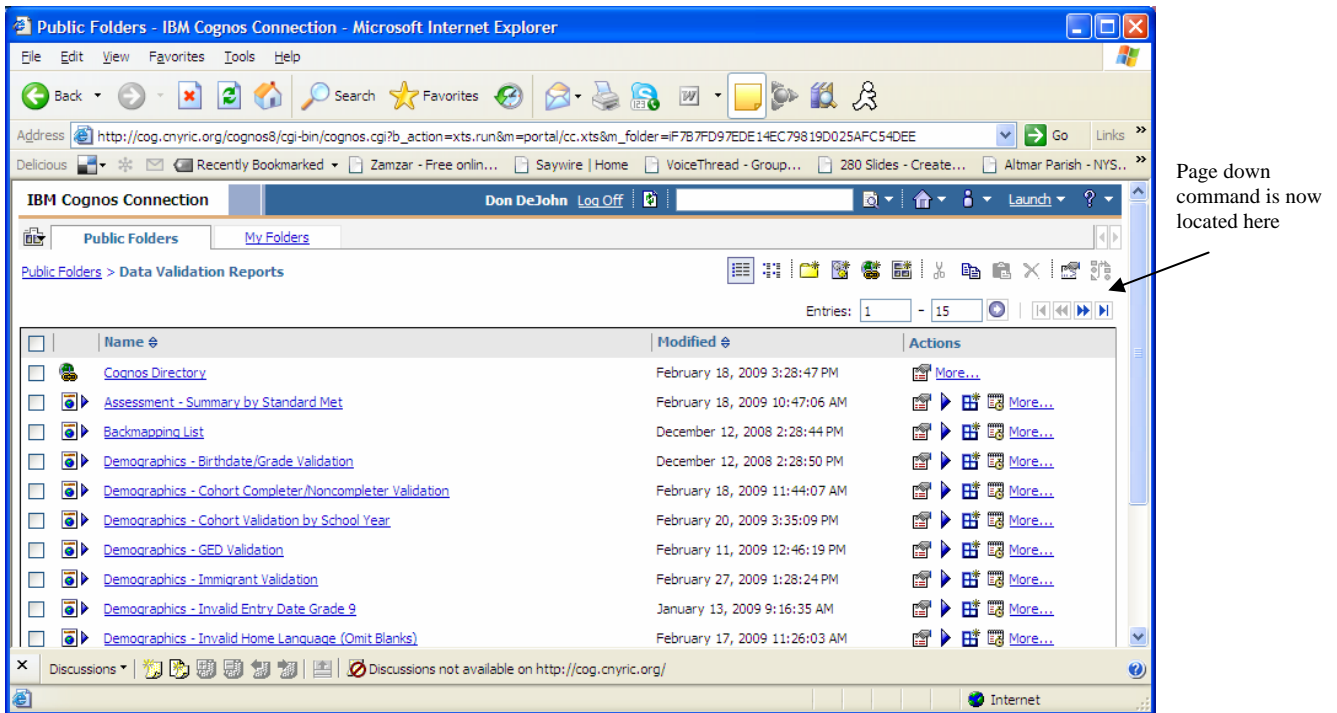 Public Folders - IBM Cognos Connection - Microsoft Internet Explorer
File Edit View Favorites Tools Help
Back Search Favorites
Address http://cog.cnyric.org/cognos8/cgi-bin/cognos.cgi?b_action=xts.run&m=portal/cc.xts&m_folder=iF7B7FD97EDE14EC79819D025AFC54DEE Go Links »
Delicious Recently Bookmarked Zamzar - Free onlin... Saywire | Home VoiceThread - Group... 280 Slides - Create... Altmar Parish - NYS.. »
Page down
command is now
located here
IBM Cognos Connection Don DeJohn Log Off Launch ?
Public Folders My Folders
Public Folders > Data Validation Reports
Entries: 1 - 15
Name Modified Actions
Cognos Directory February 18, 2009 3:28:47 PM More...
Assessment - Summary by Standard Met February 18, 2009 10:47:06 AM More...
Backmapping List December 12, 2008 2:28:44 PM More...
Demographics - Birthdate/Grade Validation December 12, 2008 2:28:50 PM More...
Demographics - Cohort Completer/Noncompleter Validation February 18, 2009 11:44:07 AM More...
Demographics - Cohort Validation by School Year February 20, 2009 3:35:09 PM More...
Demographics - GED Validation February 11, 2009 12:46:19 PM More...
Demographics - Immigrant Validation February 27, 2009 1:28:24 PM More...
Demographics - Invalid Entry Date Grade 9 January 13, 2009 9:16:35 AM More...
Demographics - Invalid Home Language (Omit Blanks) February 17, 2009 11:26:03 AM More...
Discussions Discussions not available on http://cog.cnyric.org/
Internet